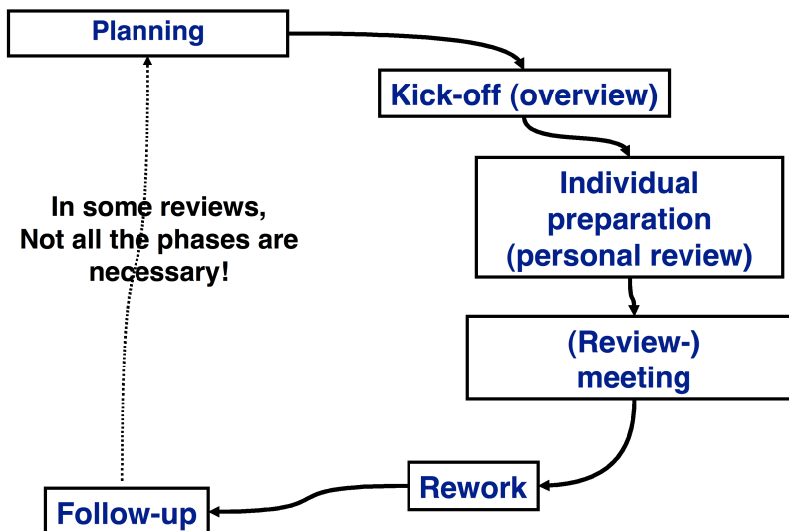 Planning
Kick-off (overview)
Individual
preparation
(personal review)
In some reviews,
Not all the phases are
necessary!
(Review-)
meeting
Rework
Follow-up